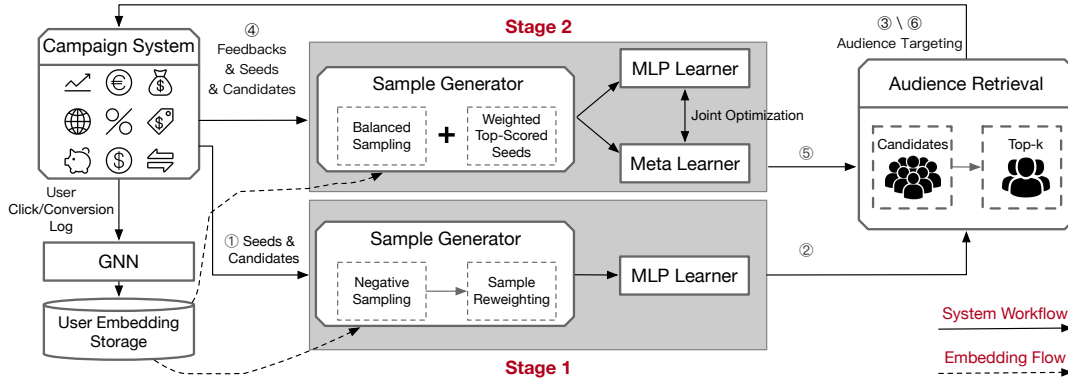 Campaign System
④
Feedbacks
& Seeds
& Candidates
Stage 2
Sample Generator
Balanced
Sampling
+
Weighted
Top-Scored
Seeds
MLP Learner
Joint Optimization
Meta Learner
⑤
③ \ ⑥
Audience Targeting
Audience Retrieval
Candidates
Top-k
User
Click/Conversion
Log
GNN
User Embedding
Storage
① Seeds &
Candidates
Sample Generator
Negative
Sampling
Sample
Reweighting
MLP Learner
②
Stage 1
System Workflow
Embedding Flow